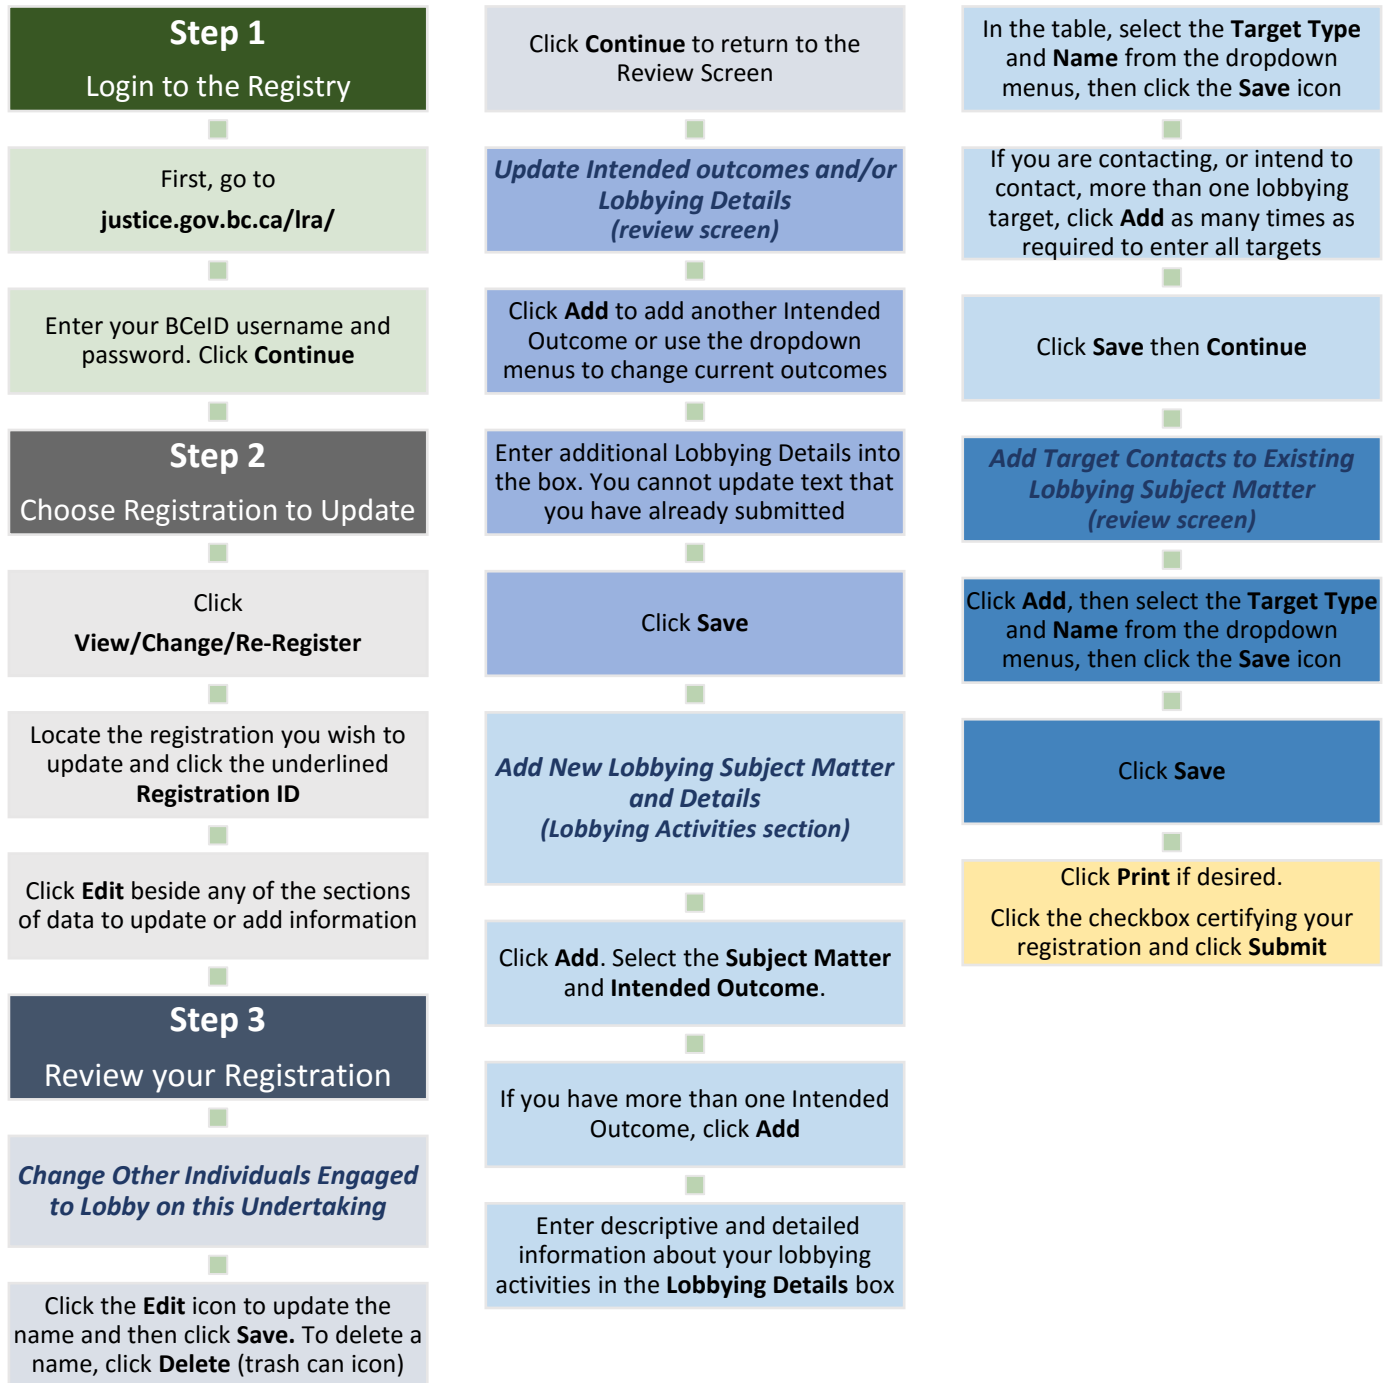 Step 1
Login to the Registry
First, go to
justice.gov.bc.ca/lra/
Enter your BCeID username and
password. Click Continue
Step 2
Choose Registration to Update
Click
View/Change/Re-Register
Locate the registration you wish to
update and click the underlined
Registration ID
Click Edit beside any of the sections
of data to update or add information
Step 3
Review your Registration
Change Other Individuals Engaged
to Lobby on this Undertaking
Click the Edit icon to update the
name and then click Save. To delete a
name, click Delete (trash can icon)
Click Continue to return to the
Review Screen
Update Intended outcomes and/or
Lobbying Details
(review screen)
Click Add to add another Intended
Outcome or use the dropdown
menus to change current outcomes
Enter additional Lobbying Details into
the box. You cannot update text that
you have already submitted
Click Save
Add New Lobbying Subject Matter
and Details
(Lobbying Activities section)
Click Add. Select the Subject Matter
and Intended Outcome.
If you have more than one Intended
Outcome, click Add
Enter descriptive and detailed
information about your lobbying
activities in the Lobbying Details box
In the table, select the Target Type
and Name from the dropdown
menus, then click the Save icon
If you are contacting, or intend to
contact, more than one lobbying
target, click Add as many times as
required to enter all targets
Click Save then Continue
Add Target Contacts to Existing
Lobbying Subject Matter
(review screen)
Click Add, then select the Target Type
and Name from the dropdown
menus, then click the Save icon
Click Save
Click Print if desired.
Click the checkbox certifying your
registration and click Submit